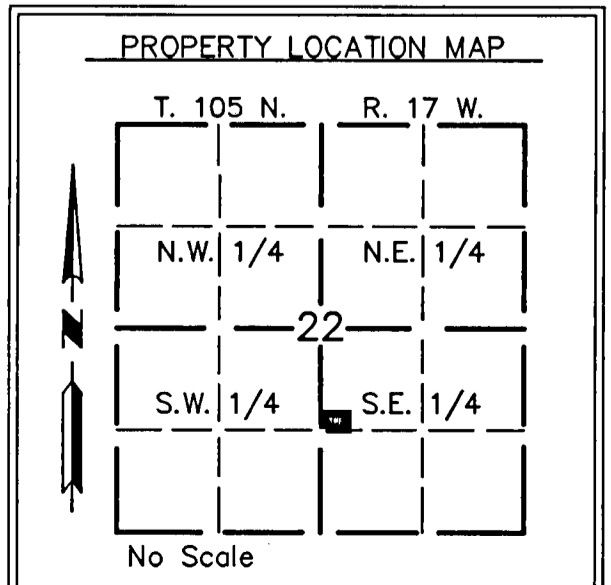 PROPERTY LOCATION MAP
T. 105 N. R. 17 W.
N.W. 1/4 N.E. 1/4
N
22
S.W. 1/4 S.E. 1/4
No Scale